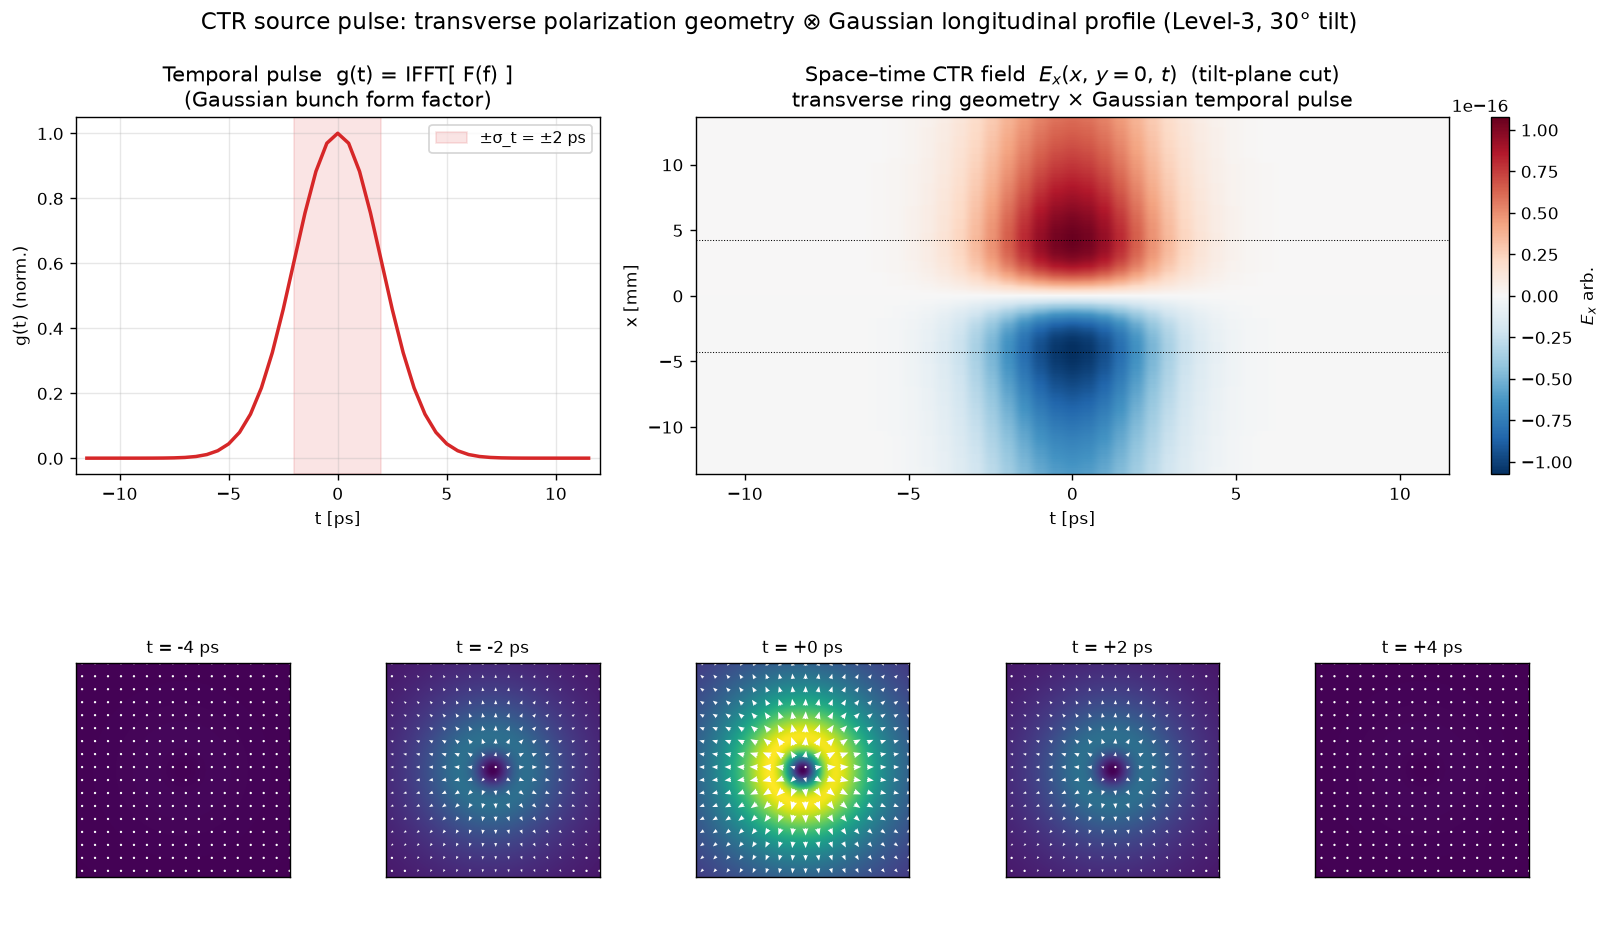 CTR source pulse: transverse polarization geometry ⊗ Gaussian longitudinal profile (Level-3, 30° tilt)
Temporal pulse g(t) = IFFT[ F(f) ]
(Gaussian bunch form factor)
±σ_t = ±2 ps
1.0
0.8
0.6
0.4
0.2
0.0
g(t) (norm.)
−10
−5
0
5
10
t [ps]
Space–time CTR field Eₓ(x, y = 0, t) (tilt-plane cut)
transverse ring geometry × Gaussian temporal pulse
10
5
0
−5
−10
x [mm]
−10
−5
0
5
10
t [ps]
1e−16
1.00
0.75
0.50
0.25
0.00
−0.25
−0.50
−0.75
−1.00
Eₓ arb.
t = -4 ps
t = -2 ps
t = +0 ps
t = +2 ps
t = +4 ps